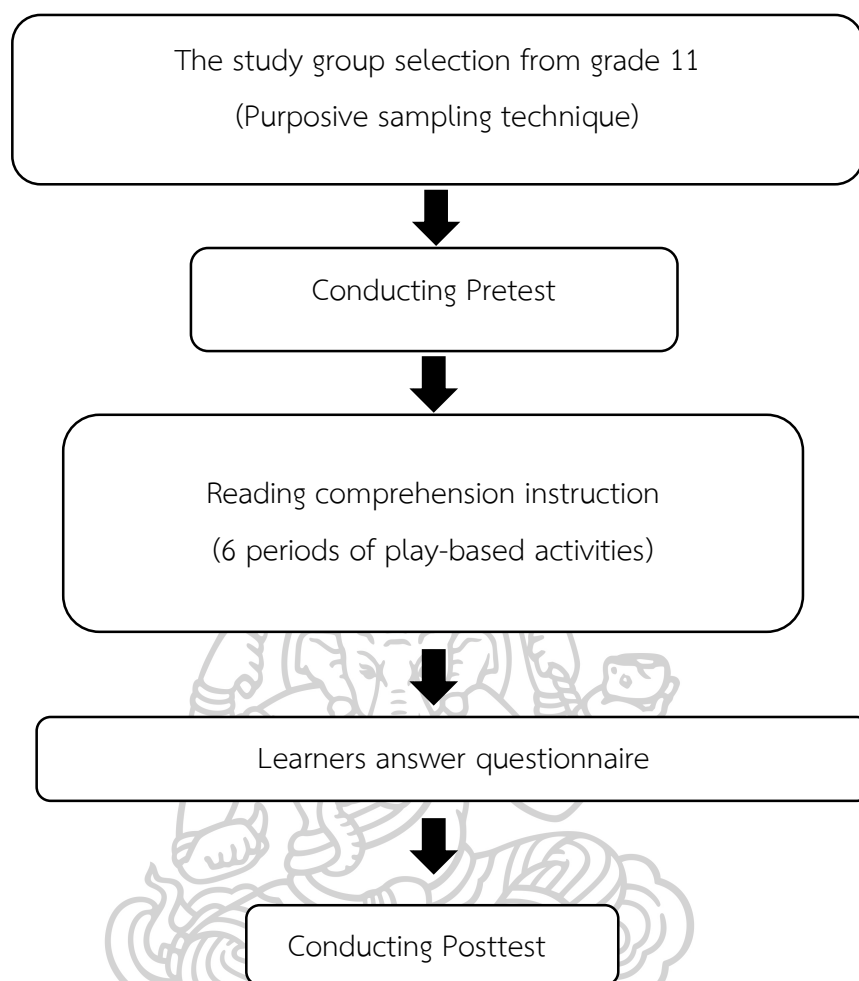 The study group selection from grade 11
(Purposive sampling technique)
Conducting Pretest
Reading comprehension instruction
(6 periods of play-based activities)
Learners answer questionnaire
Conducting Posttest